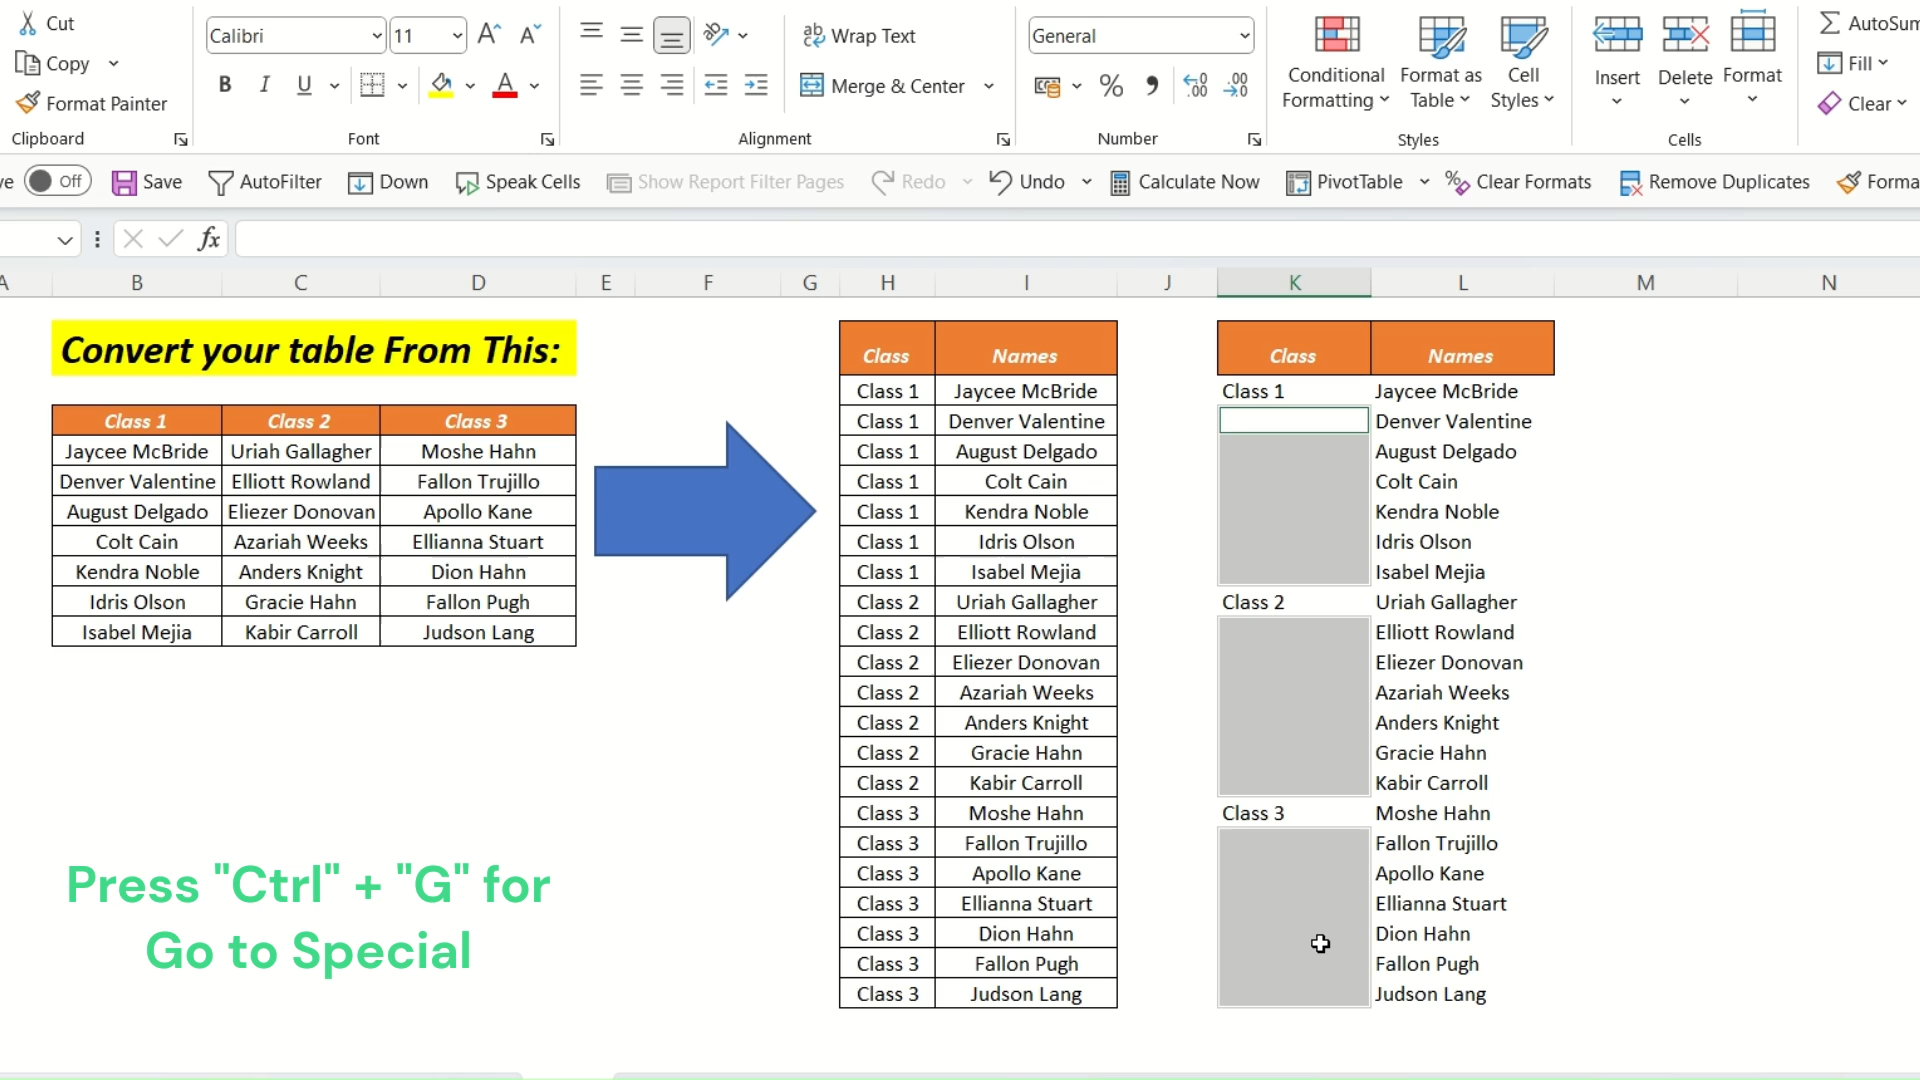 Cut
Copy
Format Painter
Clipboard
Calibri
11
A A
B I U A
Font
ab Wrap Text
Merge & Center
Alignment
General
% 9 .00
Number
Conditional Formatting
Format as Table
Cell Styles
Styles
Insert
Delete
Format
Cells
AutoSum
Fill
Clear
ve Off Save AutoFilter Down Speak Cells Show Report Filter Pages Redo Undo Calculate Now PivotTable Clear Formats Remove Duplicates Forma
fx
A B C D E F G H I J K L M N
Convert your table From This:
Class 1 Class 2 Class 3
Jaycee McBride Uriah Gallagher Moshe Hahn
Denver Valentine Elliott Rowland Fallon Trujillo
August Delgado Eliezer Donovan Apollo Kane
Colt Cain Azariah Weeks Ellianna Stuart
Kendra Noble Anders Knight Dion Hahn
Idris Olson Gracie Hahn Fallon Pugh
Isabel Mejia Kabir Carroll Judson Lang
Press "Ctrl" + "G" for
Go to Special
Class Names
Class 1 Jaycee McBride
Class 1 Denver Valentine
Class 1 August Delgado
Class 1 Colt Cain
Class 1 Kendra Noble
Class 1 Idris Olson
Class 1 Isabel Mejia
Class 2 Uriah Gallagher
Class 2 Elliott Rowland
Class 2 Eliezer Donovan
Class 2 Azariah Weeks
Class 2 Anders Knight
Class 2 Gracie Hahn
Class 2 Kabir Carroll
Class 3 Moshe Hahn
Class 3 Fallon Trujillo
Class 3 Apollo Kane
Class 3 Ellianna Stuart
Class 3 Dion Hahn
Class 3 Fallon Pugh
Class 3 Judson Lang
Class Names
Class 1 Jaycee McBride
Denver Valentine
August Delgado
Colt Cain
Kendra Noble
Idris Olson
Isabel Mejia
Class 2 Uriah Gallagher
Elliott Rowland
Eliezer Donovan
Azariah Weeks
Anders Knight
Gracie Hahn
Kabir Carroll
Class 3 Moshe Hahn
Fallon Trujillo
Apollo Kane
Ellianna Stuart
Dion Hahn
Fallon Pugh
Judson Lang